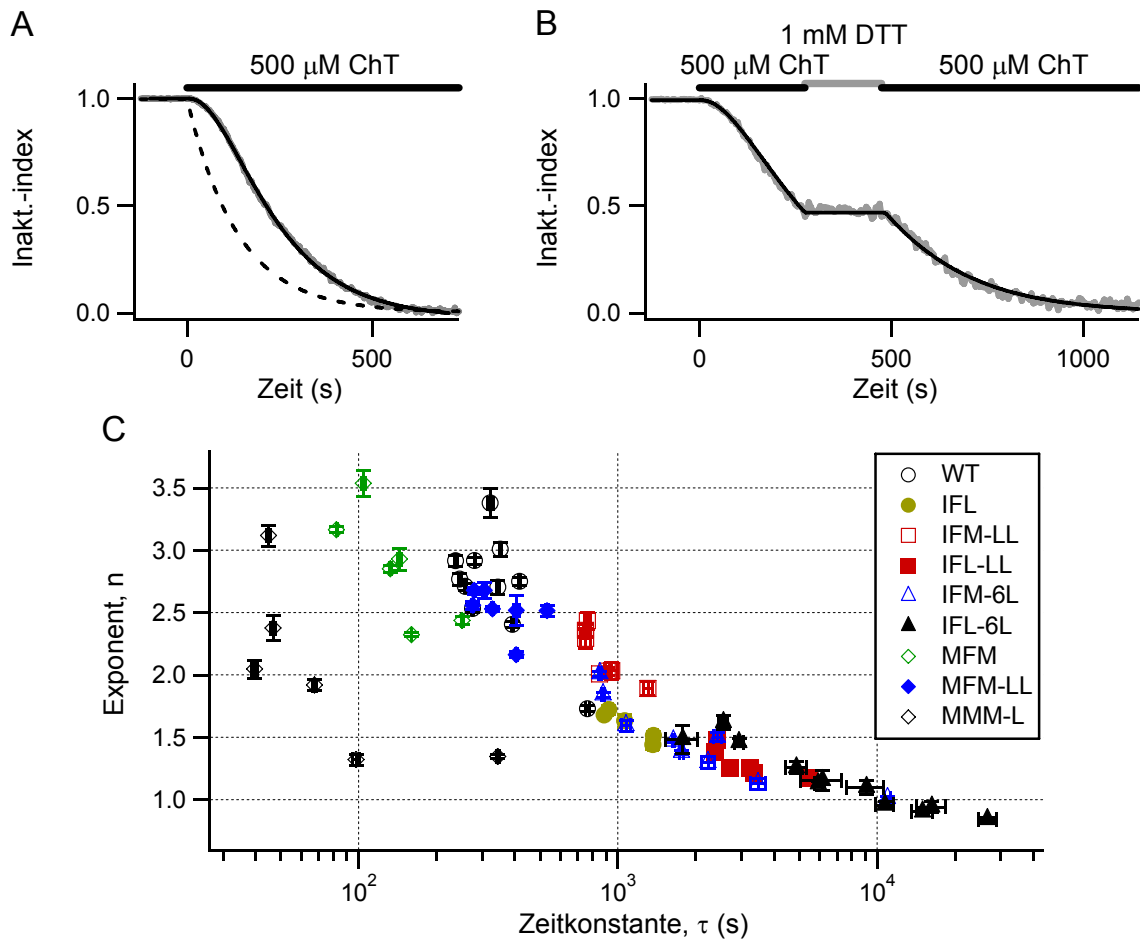 A
500 µM ChT
1.0
0.5
0.0
Inakt.-index
0
500
Zeit (s)
B
1 mM DTT
500 µM ChT
500 µM ChT
1.0
0.5
0.0
Inakt.-index
0
500
1000
Zeit (s)
C
3.5
3.0
2.5
2.0
1.5
1.0
Exponent, n
10²
10³
10⁴
Zeitkonstante, τ (s)
WT
IFL
IFM-LL
IFL-LL
IFM-6L
IFL-6L
MFM
MFM-LL
MMM-L